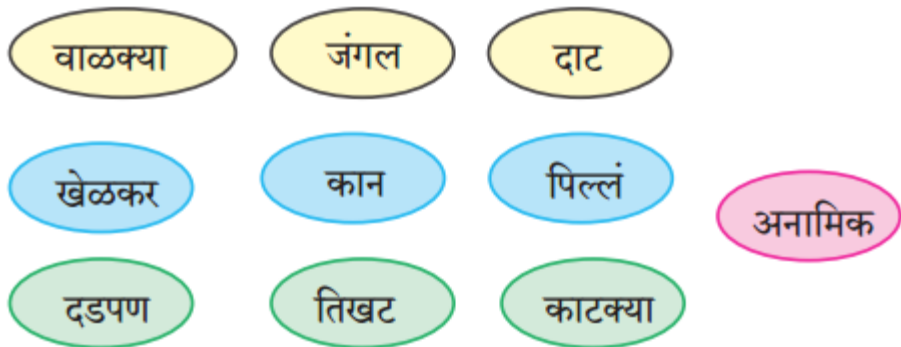 वाळक्या जंगल दाट
खेळकर कान पिल्लं
अनामिक
दडपण तिखट काटक्या